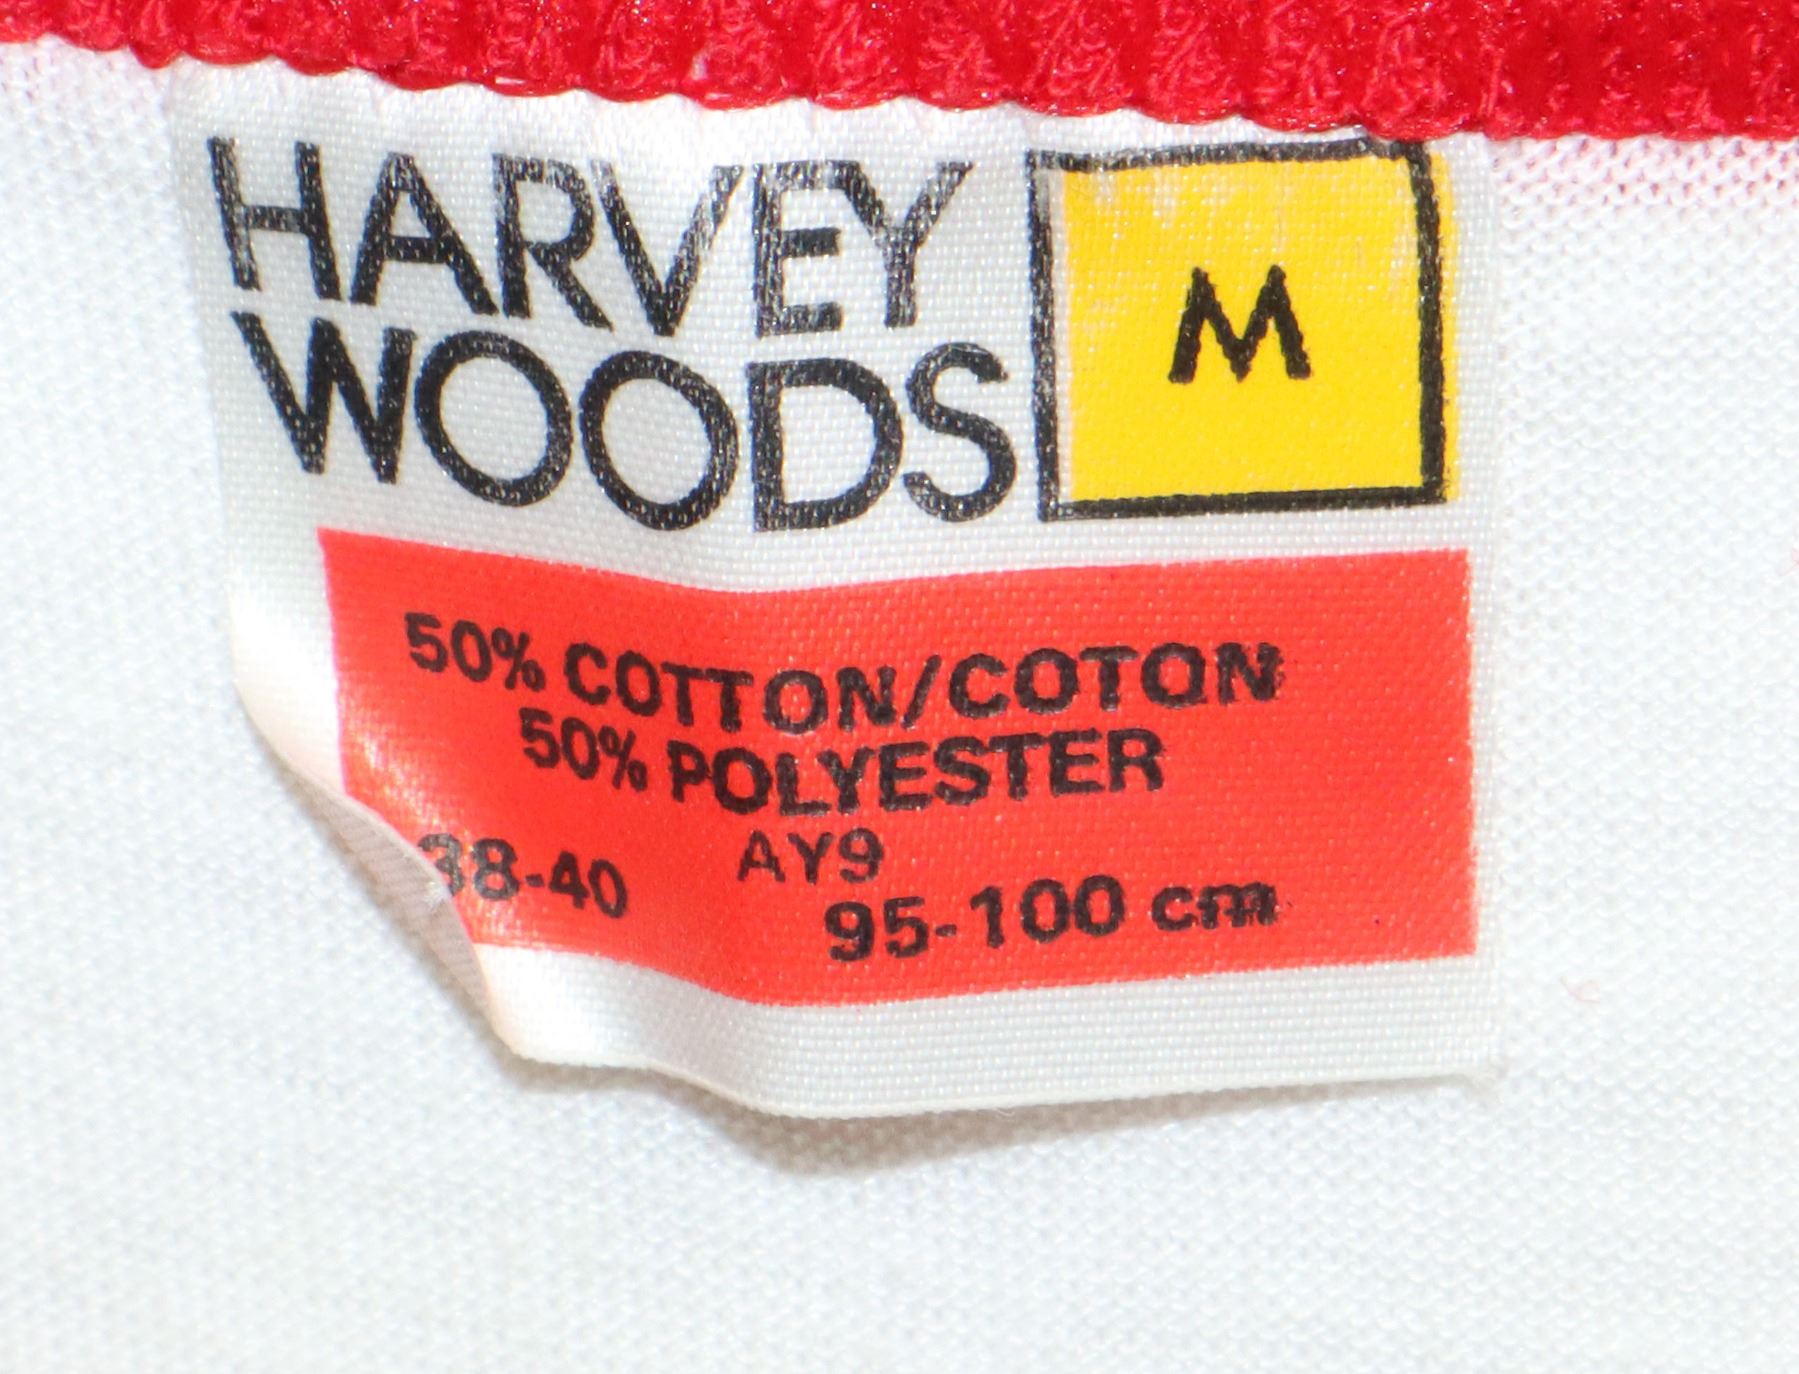 HARVEY
WOODS
M
50% COTTON/COTON
50% POLYESTER
AY9
38-40
95-100 cm